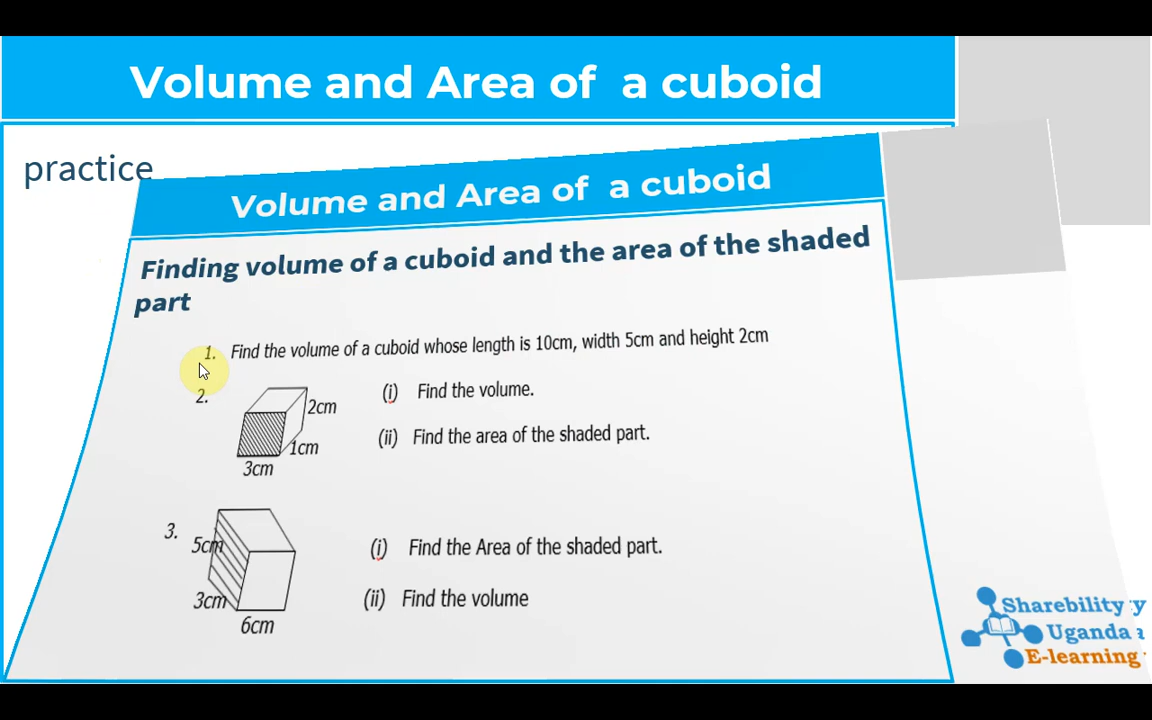 Volume and Area of a cuboid
practice
Volume and Area of a cuboid
Finding volume of a cuboid and the area of the shaded
part
1. Find the volume of a cuboid whose length is 10cm, width 5cm and height 2cm
2. (i) Find the volume.
2cm
(ii) Find the area of the shaded part.
1cm
3cm
3. (i) Find the Area of the shaded part.
5cm
3cm (ii) Find the volume
6cm
Sharebility
Uganda
E-learning